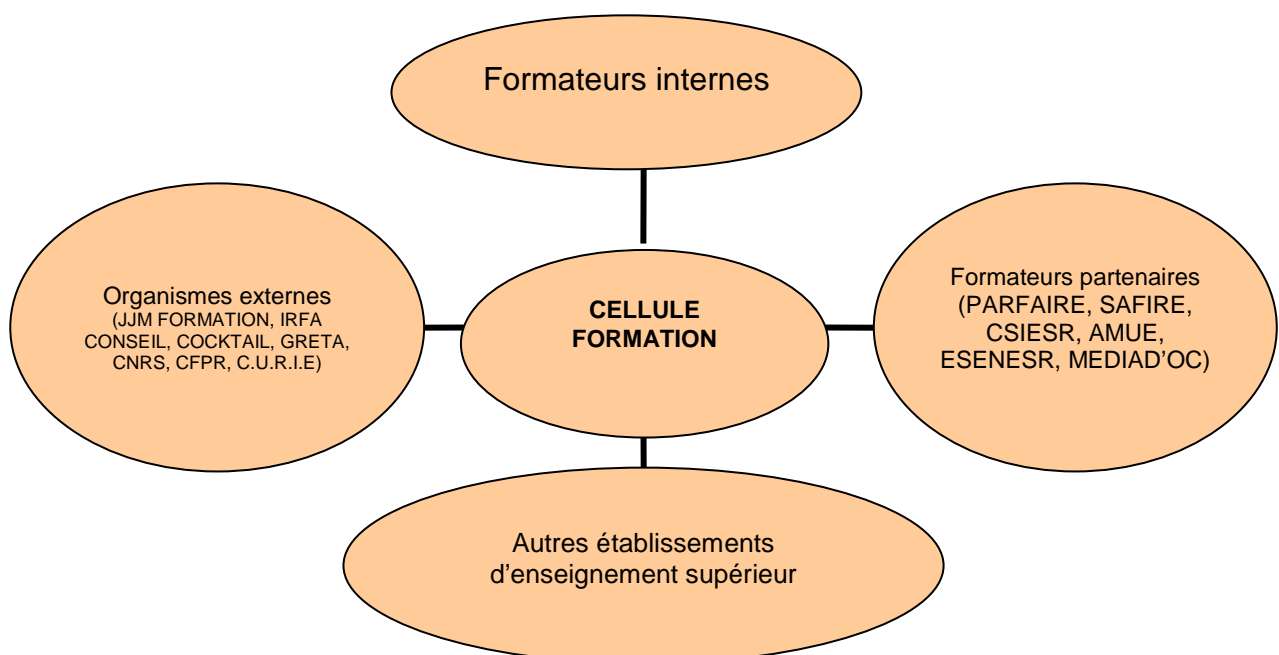 Formateurs internes
Organismes externes
(JJM FORMATION, IRFA
CONSEIL, COCKTAIL, GRETA,
CNRS, CFPR, C.U.R.I.E)
CELLULE
FORMATION
Formateurs partenaires
(PARFAIRE, SAFIRE,
CSIESR, AMUE,
ESENESR, MEDIAD’OC)
Autres établissements
d’enseignement supérieur